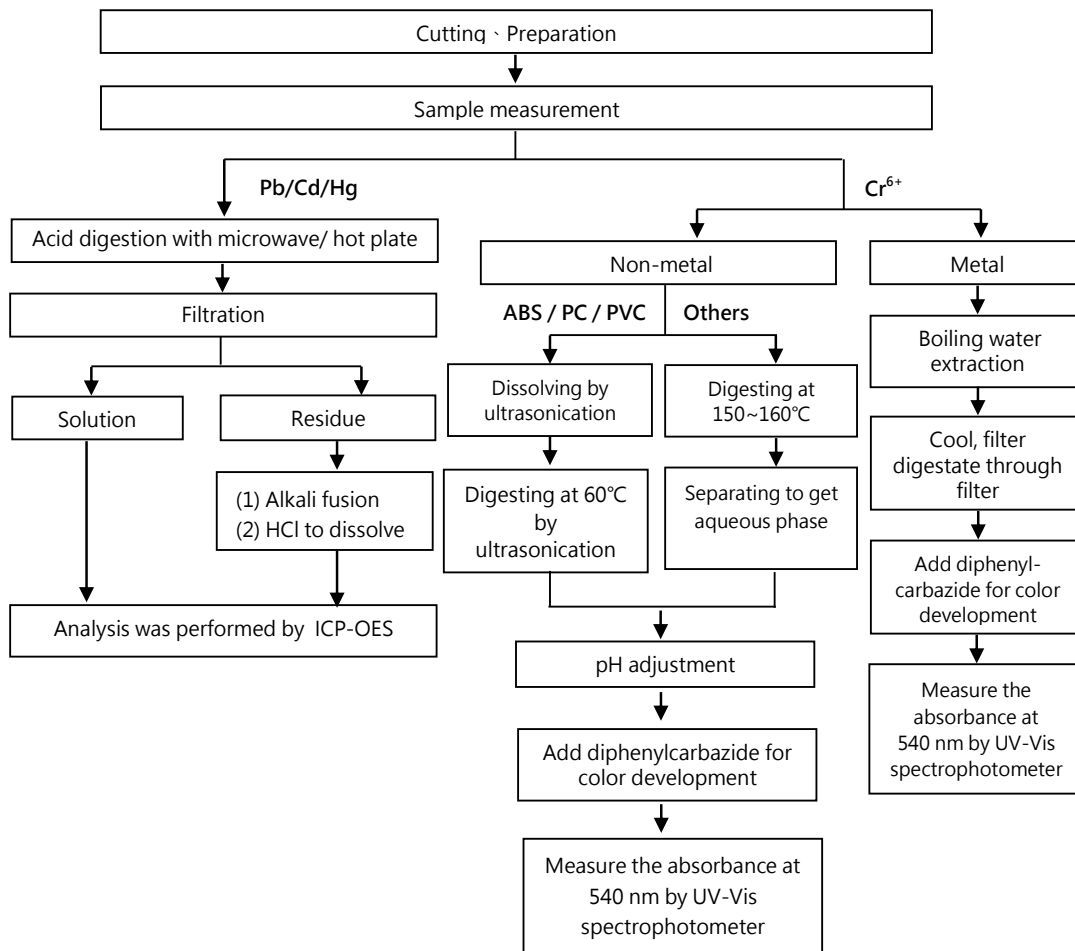 Cutting、Preparation
Sample measurement
Pb/Cd/Hg
Cr⁶⁺
Acid digestion with microwave/ hot plate
Filtration
Solution
Residue
(1) Alkali fusion
(2) HCl to dissolve
Analysis was performed by ICP-OES
Non-metal
ABS / PC / PVC
Others
Dissolving by
ultrasonication
Digesting at 60℃
by
ultrasonication
Digesting at
150~160℃
Separating to get
aqueous phase
pH adjustment
Add diphenylcarbazide for
color development
Measure the absorbance at
540 nm by UV-Vis
spectrophotometer
Metal
Boiling water
extraction
Cool, filter
digestate through
filter
Add diphenyl-
carbazide for color
development
Measure the
absorbance at
540 nm by UV-Vis
spectrophotometer